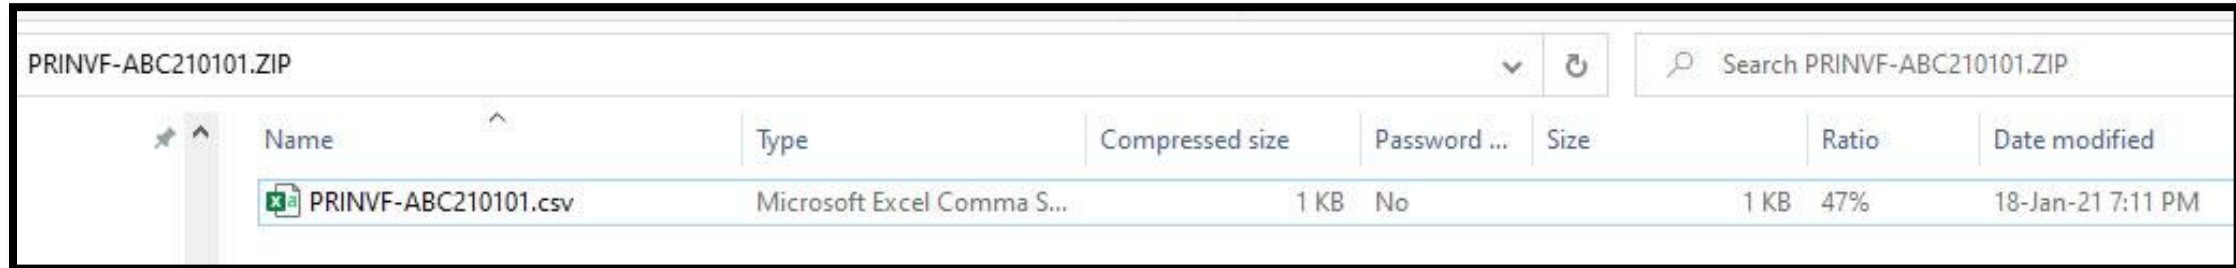 PRINVF-ABC210101.ZIP Search PRINVF-ABC210101.ZIP
Name Type Compressed size Password ... Size Ratio Date modified
PRINVF-ABC210101.csv Microsoft Excel Comma S... 1 KB No 1 KB 47% 18-Jan-21 7:11 PM